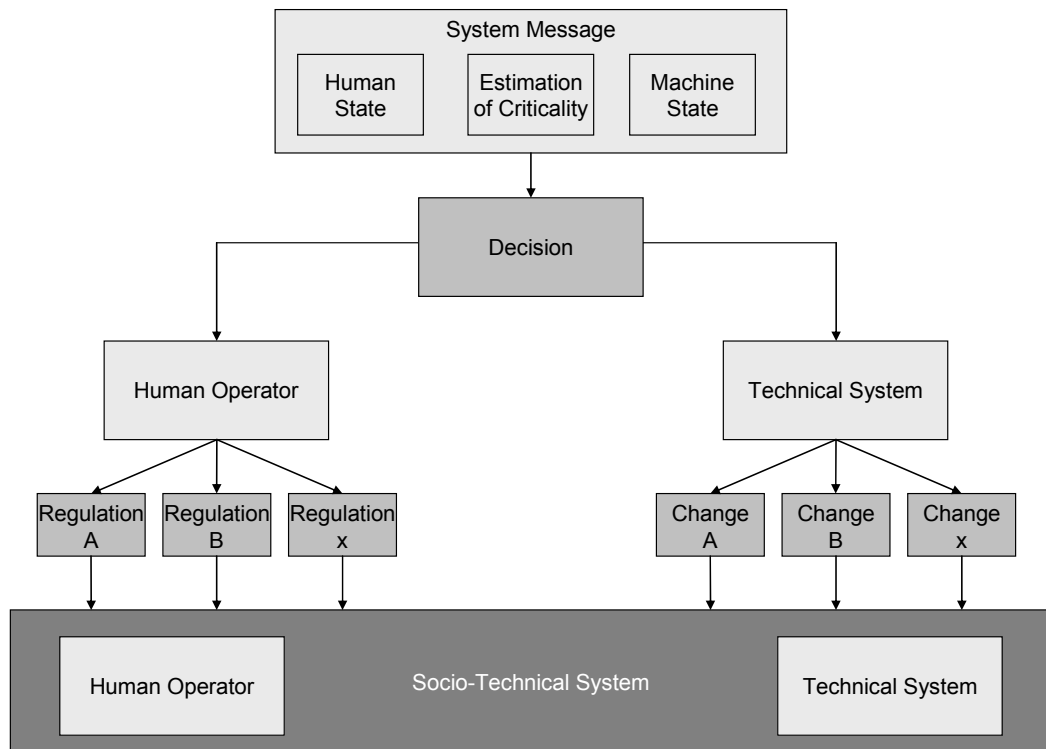 System Message
Human
State
Estimation
of Criticality
Machine
State
Decision
Human Operator
Technical System
Regulation
A
Regulation
B
Regulation
x
Change
A
Change
B
Change
x
Human Operator
Socio-Technical System
Technical System